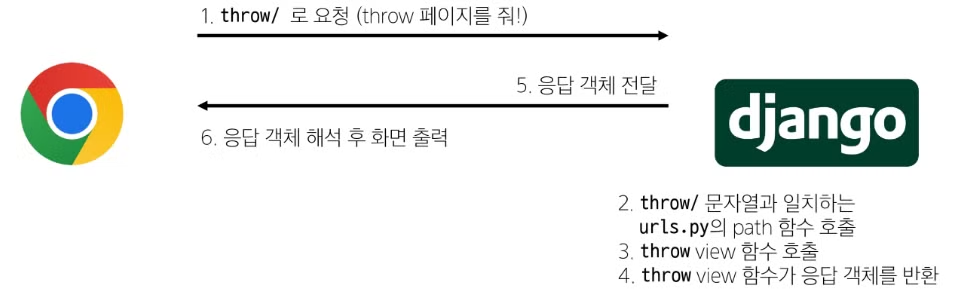 1. throw/ 로 요청 (throw 페이지를 줘!)
5. 응답 객체 전달
6. 응답 객체 해석 후 화면 출력
django
2. throw/ 문자열과 일치하는
urls.py의 path 함수 호출
3. throw view 함수 호출
4. throw view 함수가 응답 객체를 반환